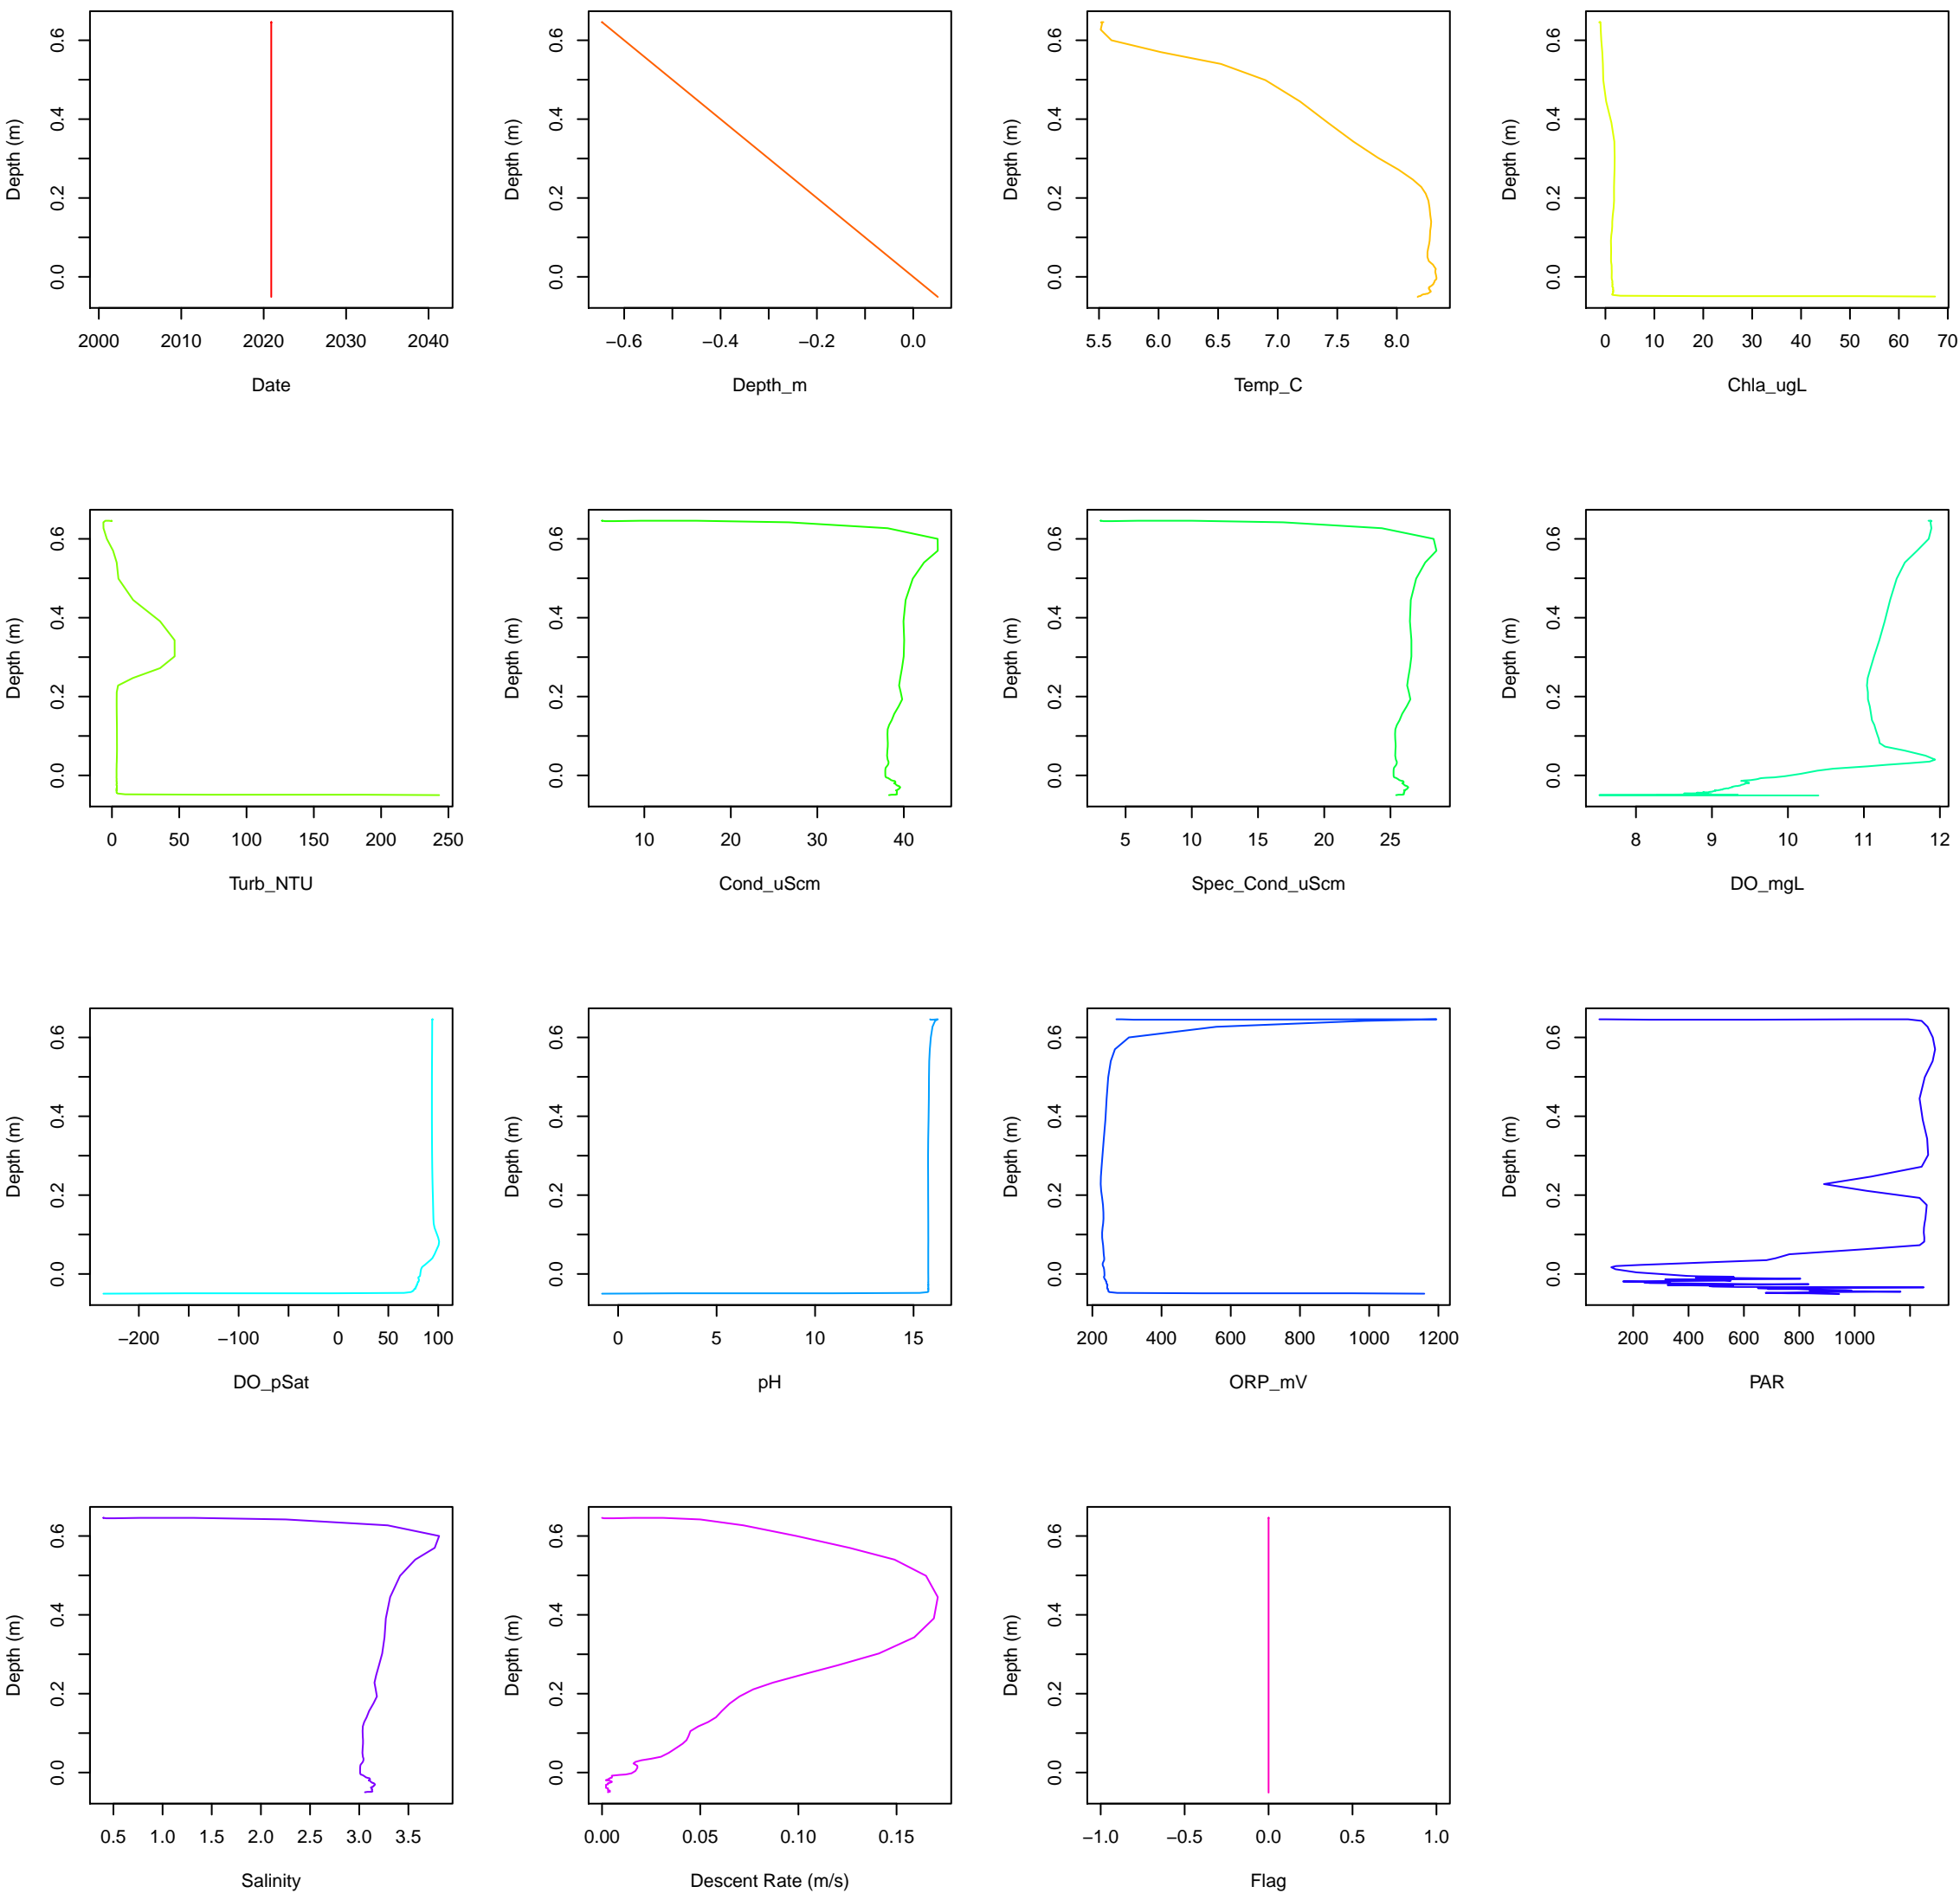 Depth (m)
0.0 0.2 0.4 0.6
2000 2010 2020 2030 2040
Date
Depth (m)
0.0 0.2 0.4 0.6
−0.6 −0.4 −0.2 0.0
Depth_m
Depth (m)
0.0 0.2 0.4 0.6
5.5 6.0 6.5 7.0 7.5 8.0
Temp_C
Depth (m)
0.0 0.2 0.4 0.6
0 10 20 30 40 50 60 70
Chla_ugL
Depth (m)
0.0 0.2 0.4 0.6
0 50 100 150 200 250
Turb_NTU
Depth (m)
0.0 0.2 0.4 0.6
10 20 30 40
Cond_uScm
Depth (m)
0.0 0.2 0.4 0.6
5 10 15 20 25
Spec_Cond_uScm
Depth (m)
0.0 0.2 0.4 0.6
8 9 10 11 12
DO_mgL
Depth (m)
0.0 0.2 0.4 0.6
−200 −100 0 50 100
DO_pSat
Depth (m)
0.0 0.2 0.4 0.6
0 5 10 15
pH
Depth (m)
0.0 0.2 0.4 0.6
200 400 600 800 1000 1200
ORP_mV
Depth (m)
0.0 0.2 0.4 0.6
200 400 600 800 1000
PAR
Depth (m)
0.0 0.2 0.4 0.6
0.5 1.0 1.5 2.0 2.5 3.0 3.5
Salinity
Depth (m)
0.0 0.2 0.4 0.6
0.00 0.05 0.10 0.15
Descent Rate (m/s)
Depth (m)
0.0 0.2 0.4 0.6
−1.0 −0.5 0.0 0.5 1.0
Flag